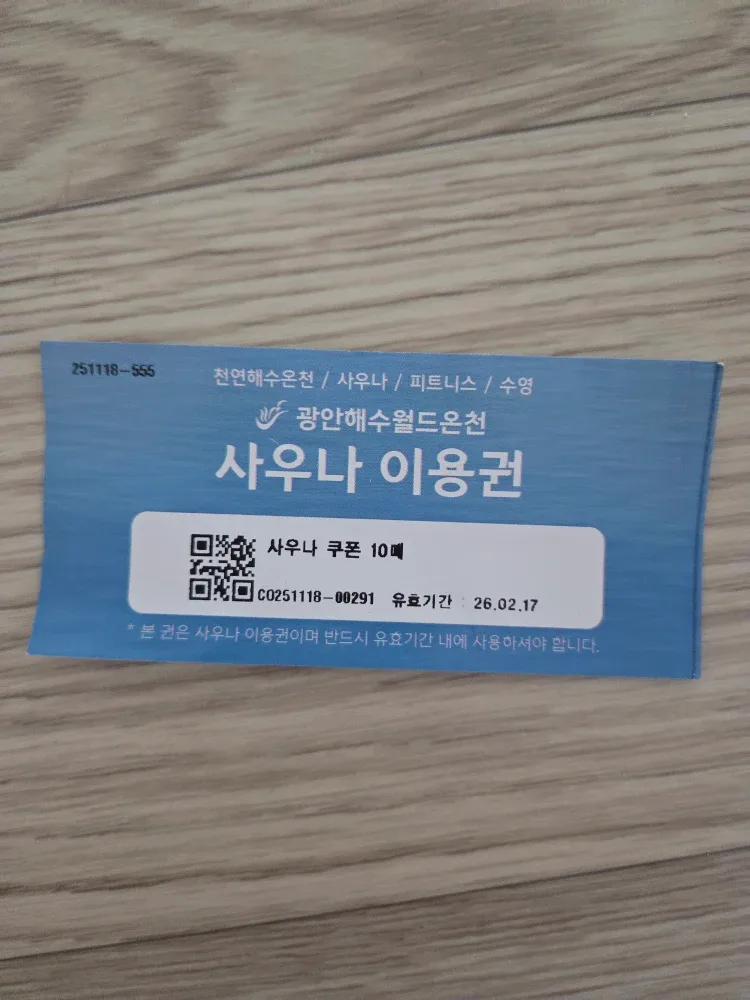 251118-555
천연해수온천 / 사우나 / 피트니스 / 수영
광안해수월드온천
사우나 이용권
사우나 쿠폰 10매
CO251118-00291 유효기간 : 26.02.17
* 본 권은 사우나 이용권이며 반드시 유효기간 내에 사용하셔야 합니다.